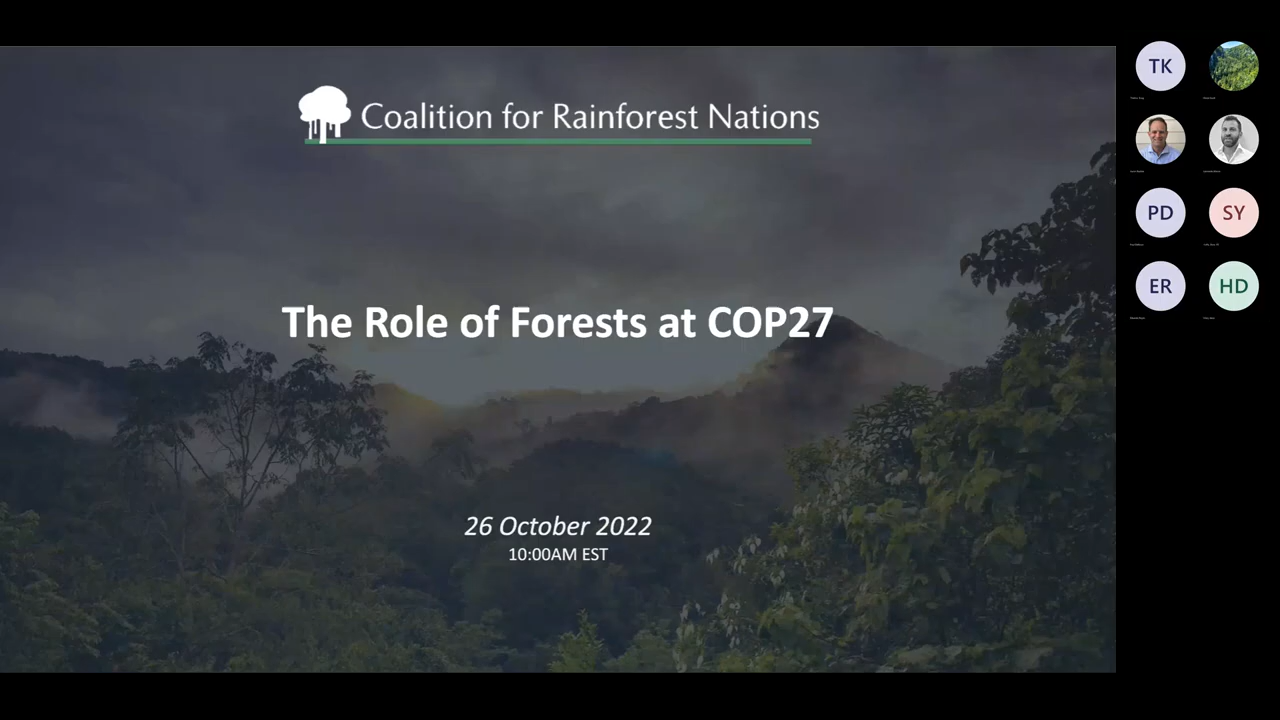 Coalition for Rainforest Nations
The Role of Forests at COP27
26 October 2022
10:00AM EST
TK
PD
SY
ER
HD